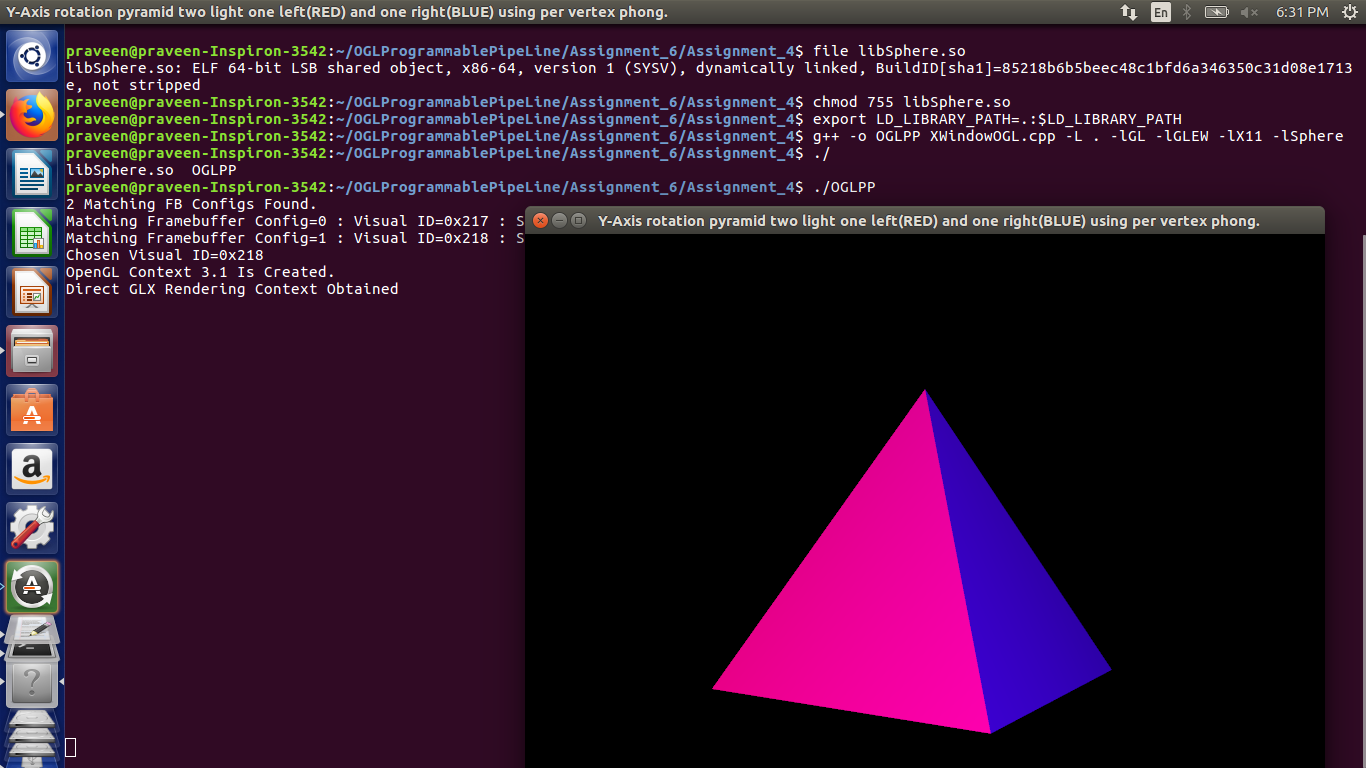 Y-Axis rotation pyramid two light one left(RED) and one right(BLUE) using per vertex phong.
En
6:31 PM
praveen@praveen-Inspiron-3542:~/OGLProgrammablePipeLine/Assignment_6/Assignment_4$ file libSphere.so
libSphere.so: ELF 64-bit LSB shared object, x86-64, version 1 (SYSV), dynamically linked, BuildID[sha1]=85218b6b5beec48c1bfd6a346350c31d08e1713
e, not stripped
praveen@praveen-Inspiron-3542:~/OGLProgrammablePipeLine/Assignment_6/Assignment_4$ chmod 755 libSphere.so
praveen@praveen-Inspiron-3542:~/OGLProgrammablePipeLine/Assignment_6/Assignment_4$ export LD_LIBRARY_PATH=.:$LD_LIBRARY_PATH
praveen@praveen-Inspiron-3542:~/OGLProgrammablePipeLine/Assignment_6/Assignment_4$ g++ -o OGLPP XWindowOGL.cpp -L . -lGL -lGLEW -lX11 -lSphere
praveen@praveen-Inspiron-3542:~/OGLProgrammablePipeLine/Assignment_6/Assignment_4$ ./
libSphere.so  OGLPP
praveen@praveen-Inspiron-3542:~/OGLProgrammablePipeLine/Assignment_6/Assignment_4$ ./OGLPP
2 Matching FB Configs Found.
Matching Framebuffer Config=0 : Visual ID=0x217 : S
Matching Framebuffer Config=1 : Visual ID=0x218 : S
Chosen Visual ID=0x218
OpenGL Context 3.1 Is Created.
Direct GLX Rendering Context Obtained
Y-Axis rotation pyramid two light one left(RED) and one right(BLUE) using per vertex phong.